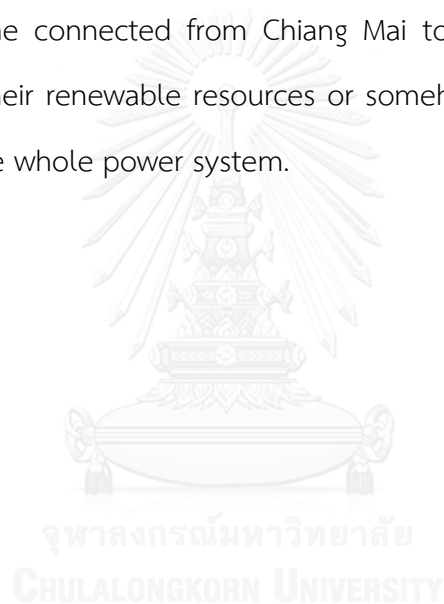 ne connected from Chiang Mai to
heir renewable resources or someh
e whole power system.
จุฬาลงกรณ์มหาวิทยาลัย
CHULALONGKORN UNIVERSITY